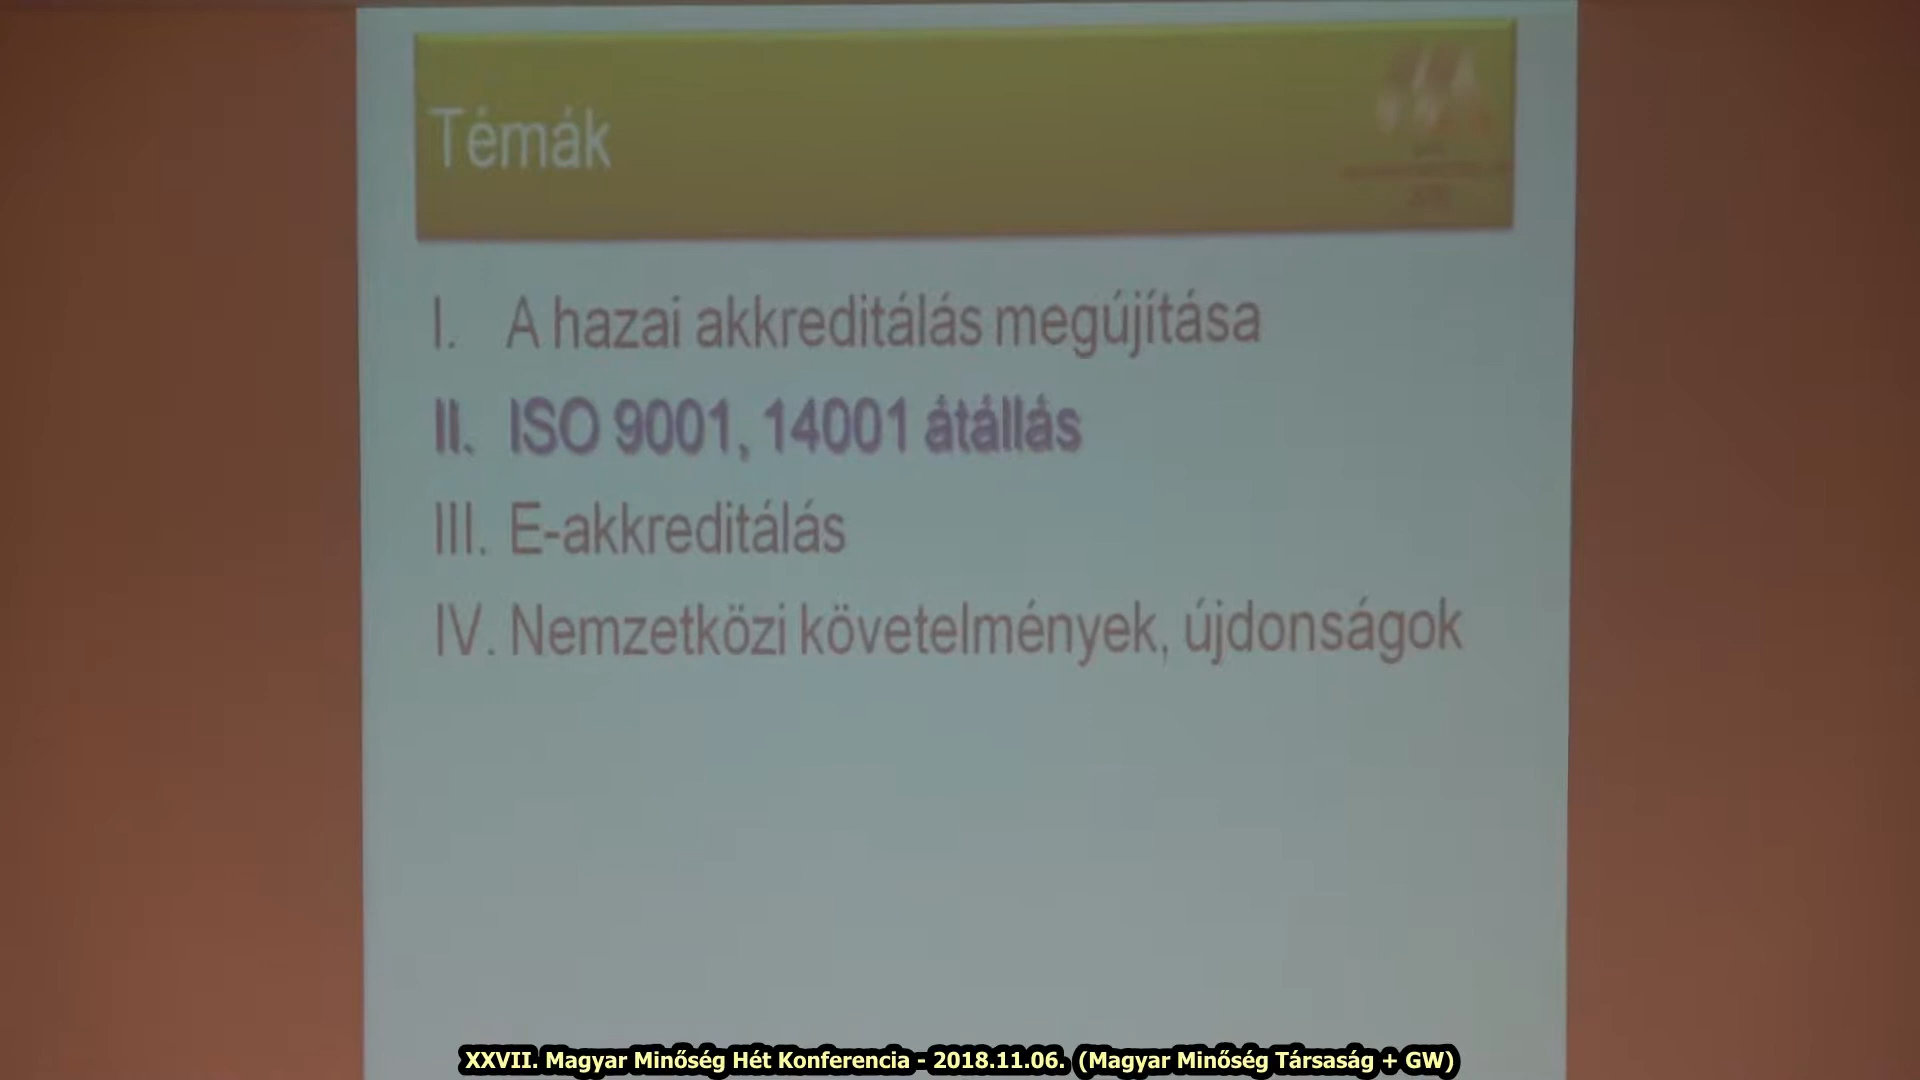 Témák
I. A hazai akkreditálás megújítása
II. ISO 9001, 14001 átállás
III. E-akkreditálás
IV. Nemzetközi követelmények, újdonságok
XXVII. Magyar Minőség Hét Konferencia - 2018.11.06. (Magyar Minőség Társaság + GW)